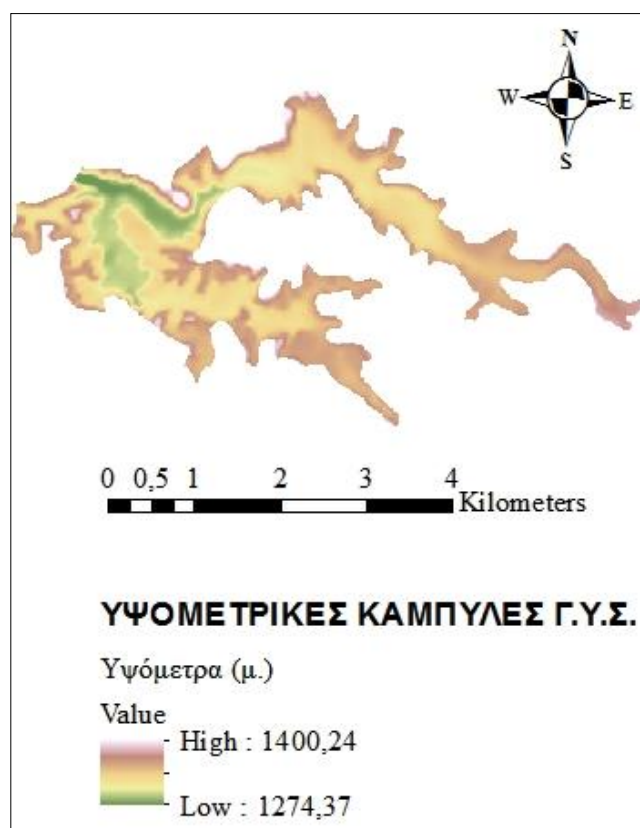 N
W E
S
0 0,5 1 2 3 4
Kilometers
ΥΨΟΜΕΤΡΙΚΕΣ ΚΑΜΠΥΛΕΣ Γ.Υ.Σ.
Υψόμετρα (μ.)
Value
High : 1400,24
Low : 1274,37